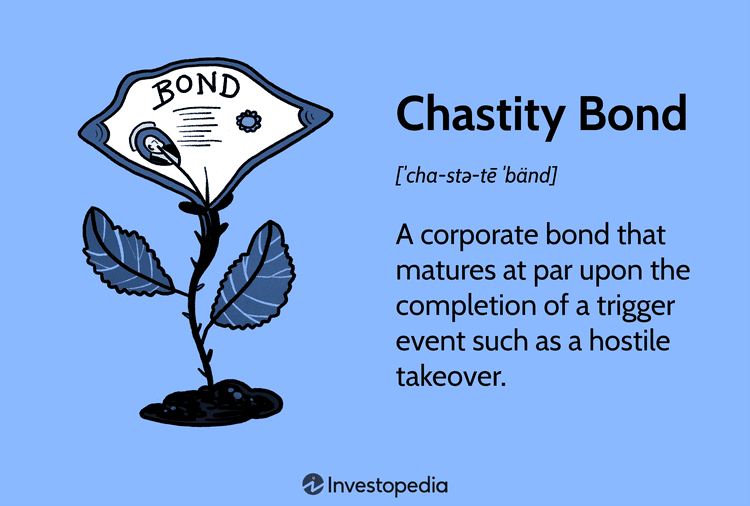 BOND
Chastity Bond
[ˈcha-stə-tē ˈbänd]
A corporate bond that
matures at par upon the
completion of a trigger
event such as a hostile
takeover.
Investopedia